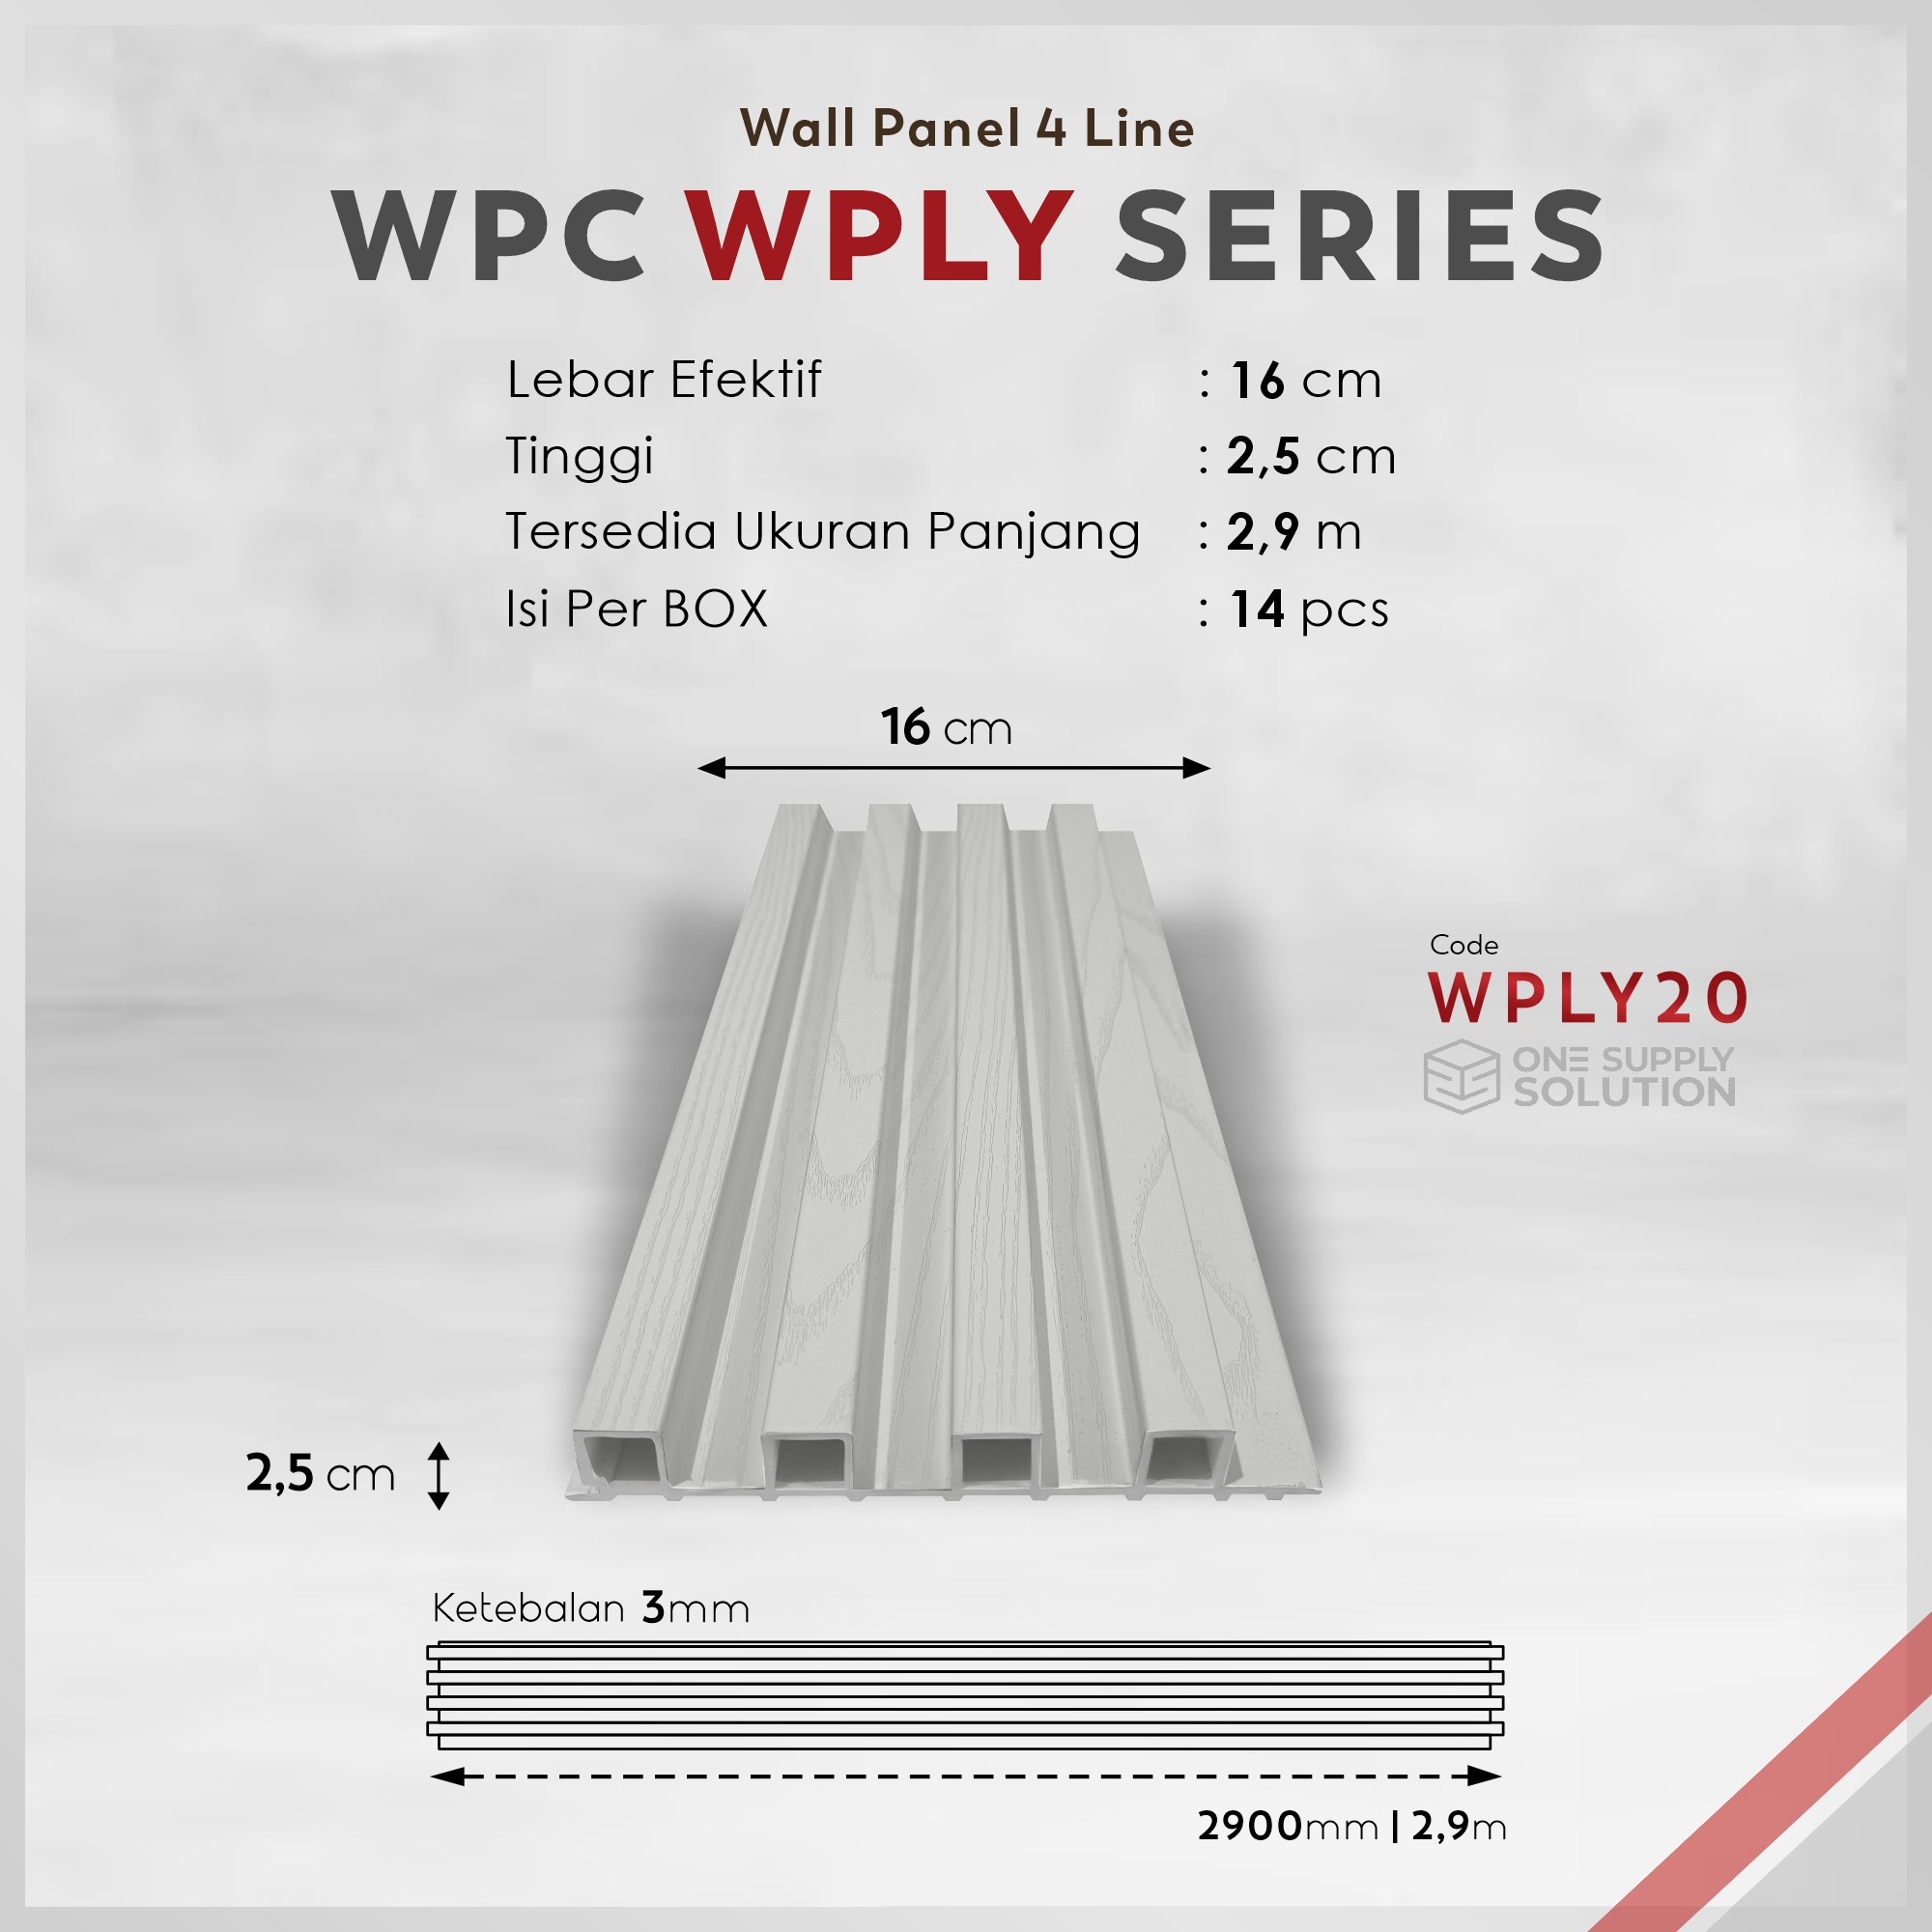 Wall Panel 4 Line
WPC WPLY SERIES
Lebar Efektif : 16 cm
Tinggi : 2,5 cm
Tersedia Ukuran Panjang : 2,9 m
Isi Per BOX : 14 pcs
16 cm
Code
WPLY20
ONE SUPPLY
SOLUTION
2,5 cm
Ketebalan 3mm
2900mm | 2,9m